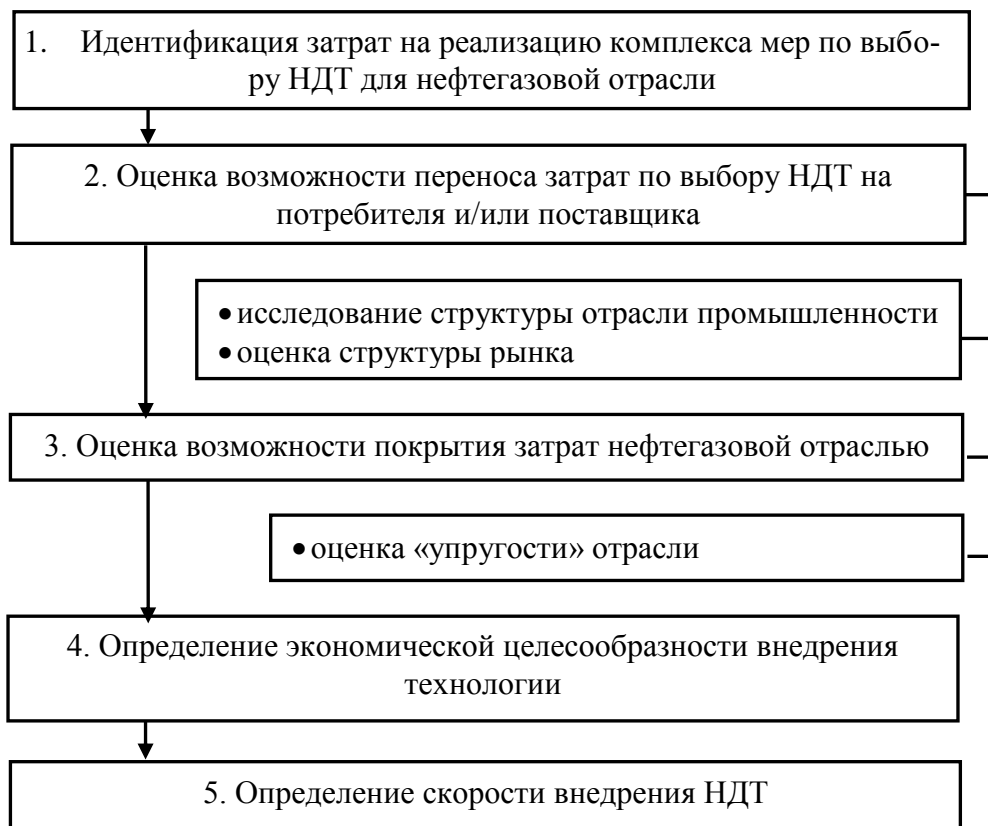 1. Идентификация затрат на реализацию комплекса мер по выбо-
ру НДТ для нефтегазовой отрасли
2. Оценка возможности переноса затрат по выбору НДТ на
потребителя и/или поставщика
• исследование структуры отрасли промышленности
• оценка структуры рынка
3. Оценка возможности покрытия затрат нефтегазовой отраслью
• оценка «упругости» отрасли
4. Определение экономической целесообразности внедрения
технологии
5. Определение скорости внедрения НДТ